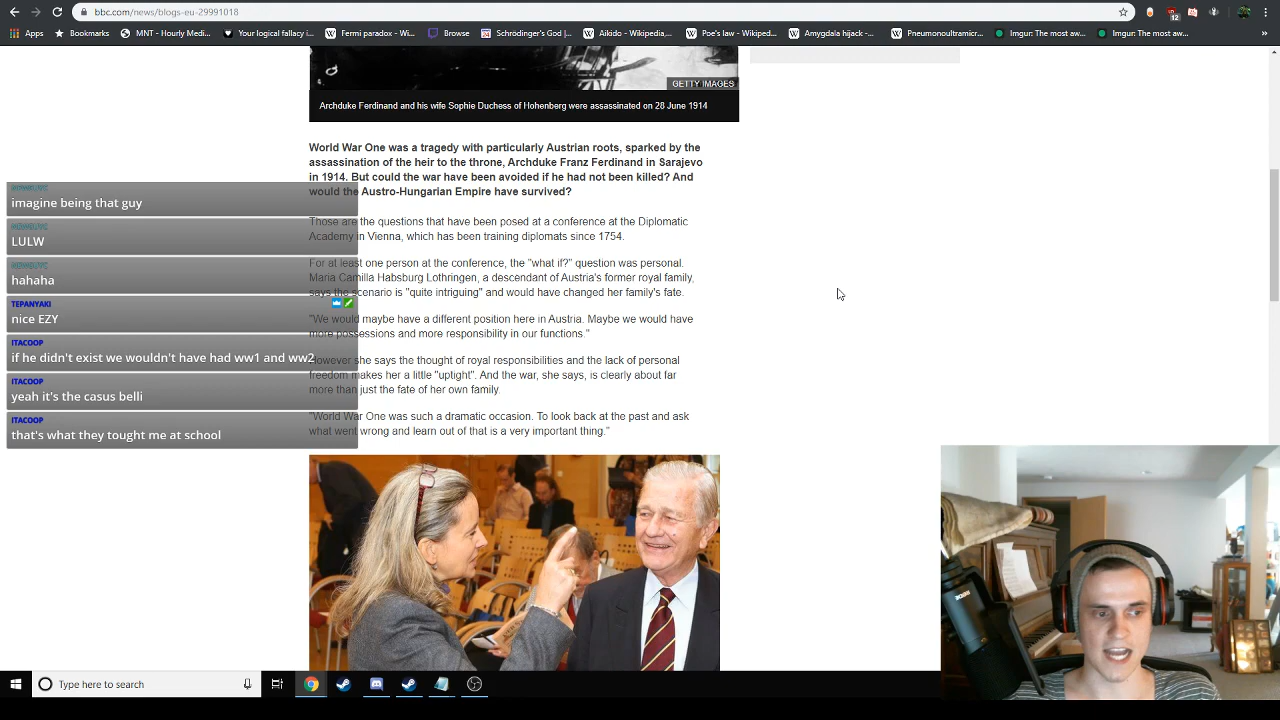 bbc.com/news/blogs-eu-29991018
12
Apps
Bookmarks
MNT - Hourly Medi...
Your logical fallacy i...
Fermi paradox - Wi...
Browse
Schrödinger's God |...
Aikido - Wikipedia,...
Poe's law - Wikiped...
Amygdala hijack -...
Pneumonoultramicr...
Imgur: The most aw...
Imgur: The most aw...
»
GETTY IMAGES
Archduke Ferdinand and his wife Sophie Duchess of Hohenberg were assassinated on 28 June 1914
World War One was a tragedy with particularly Austrian roots, sparked by the
assassination of the heir to the throne, Archduke Franz Ferdinand in Sarajevo
in 1914. But could the war have been avoided if he had not been killed? And
would the Austro-Hungarian Empire have survived?
Those are the questions that have been posed at a conference at the Diplomatic
Academy in Vienna, which has been training diplomats since 1754.
For at least one person at the conference, the "what if?" question was personal.
Maria Camilla Habsburg Lothringen, a descendant of Austria's former royal family,
says the scenario is "quite intriguing" and would have changed her family's fate.
"We would maybe have a different position here in Austria. Maybe we would have
more possessions and more responsibility in our functions."
However she says the thought of royal responsibilities and the lack of personal
freedom makes her a little "uptight". And the war, she says, is clearly about far
more than just the fate of her own family.
"World War One was such a dramatic occasion. To look back at the past and ask
what went wrong and learn out of that is a very important thing."
imagine being that guy
LULW
hahaha
TEPANYAKI
nice EZY
ITACOOP
if he didn't exist we wouldn't have had ww1 and ww2
ITACOOP
yeah it's the casus belli
ITACOOP
that's what they tought me at school
Type here to search